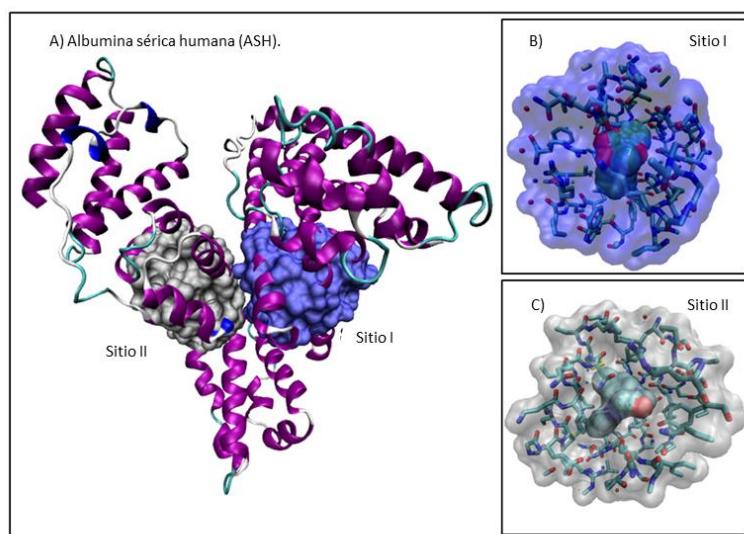 A) Albumina sérica humana (ASH).
Sitio II
Sitio I
B)
Sitio I
C)
Sitio II